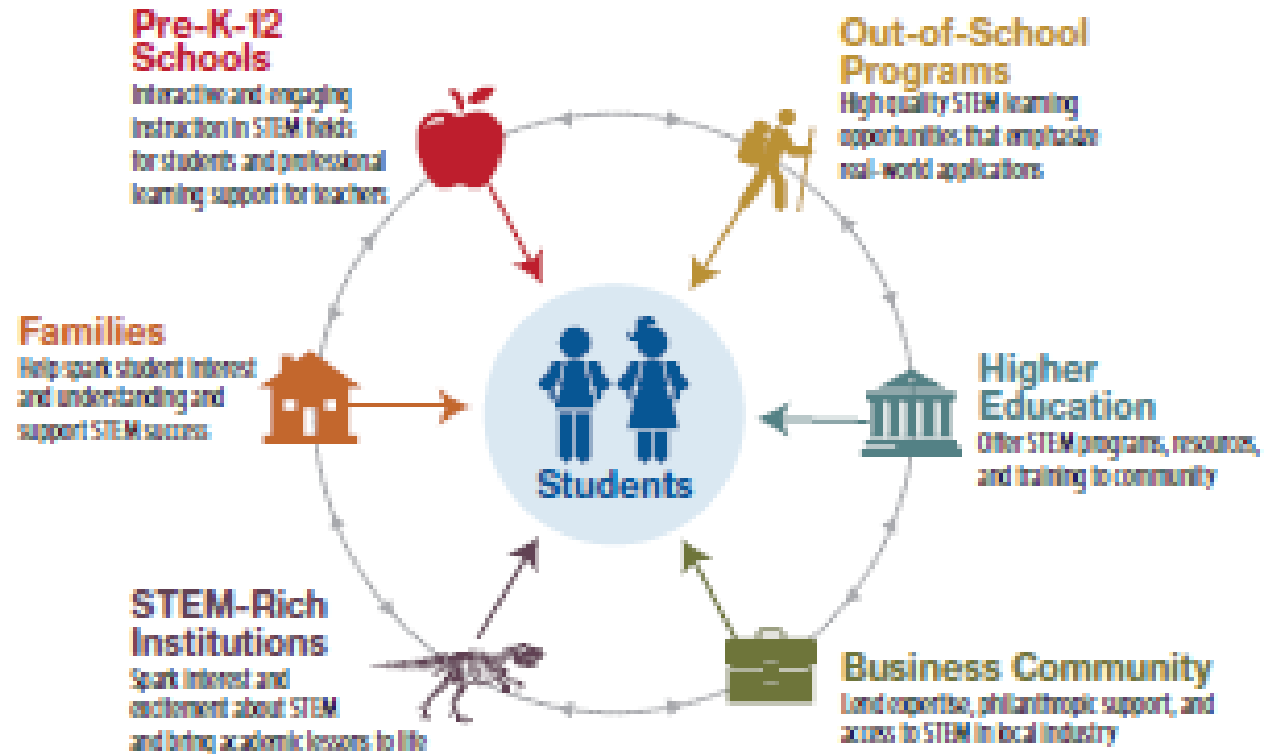 Pre-K-12
Schools
Interactive and engaging
instruction in STEM fields
for students and professional
learning support for teachers
Out-of-School
Programs
High quality STEM learning
opportunities that emphasize
real-world applications
Families
Help spark student interest
and understanding and
support STEM success
Higher
Education
Offer STEM programs, resources,
and training to community
Students
STEM-Rich
Institutions
Spark interest and
excitement about STEM
and bring academic lessons to life
Business Community
Lend expertise, philanthropic support, and
access to STEM in local industry